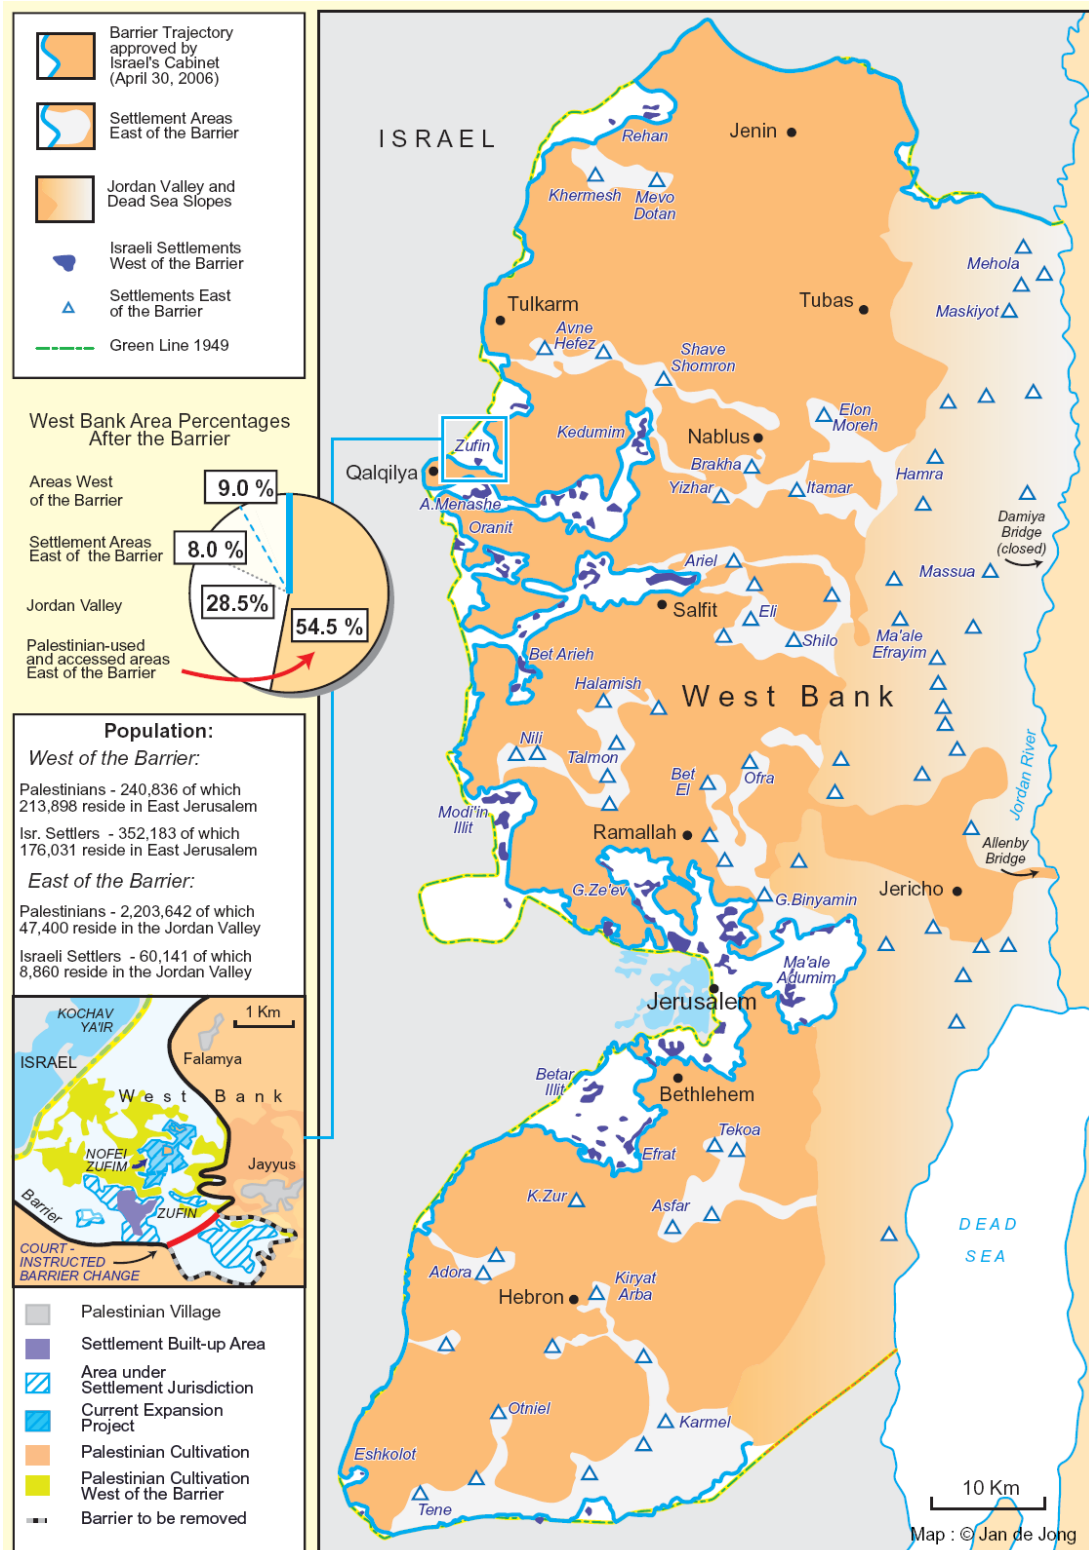 Barrier Trajectory
approved by
Israel's Cabinet
(April 30, 2006)
Settlement Areas
East of the Barrier
Jordan Valley and
Dead Sea Slopes
Israeli Settlements
West of the Barrier
Settlements East
of the Barrier
Green Line 1949
West Bank Area Percentages
After the Barrier
Areas West
of the Barrier
9.0 %
Settlement Areas
East of the Barrier
8.0 %
Jordan Valley
28.5%
54.5 %
Palestinian-used
and accessed areas
East of the Barrier
Population:
West of the Barrier:
Palestinians - 240,836 of which
213,898 reside in East Jerusalem
Isr. Settlers - 352,183 of which
176,031 reside in East Jerusalem
East of the Barrier:
Palestinians - 2,203,642 of which
47,400 reside in the Jordan Valley
Israeli Settlers - 60,141 of which
8,860 reside in the Jordan Valley
KOCHAV
YA'IR
1 Km
ISRAEL
Falamya
West Bank
NOFEI
ZUFIM
Jayyus
Barrier
ZUFIN
COURT -
INSTRUCTED
BARRIER CHANGE
Palestinian Village
Settlement Built-up Area
Area under
Settlement Jurisdiction
Current Expansion
Project
Palestinian Cultivation
Palestinian Cultivation
West of the Barrier
Barrier to be removed
ISRAEL
Rehan
Jenin
Khermesh
Mevo
Dotan
Mehola
Maskiyot
Tubas
Tulkarm
Avne
Hefez
Shave
Shomron
Elon
Moreh
Zufin
Kedumim
Nablus
Qalqilya
Brakha
Hamra
Yizhar
Itamar
A.Menashe
Oranit
Damiya
Bridge
(closed)
Ariel
Massua
Salfit
Eli
Shilo
Ma'ale
Efrayim
Bet Arieh
Halamish
West Bank
Nili
Talmon
Ofra
Bet
El
Jordan River
Modi'in
Illit
Ramallah
Allenby
Bridge
G.Ze'ev
G.Binyamin
Jericho
Ma'ale
Adumim
Jerusalem
Betar
Illit
Bethlehem
Tekoa
Efrat
K.Zur
Asfar
DEAD
SEA
Adora
Kiryat
Arba
Hebron
Otniel
Karmel
Eshkolot
Tene
10 Km
Map : © Jan de Jong